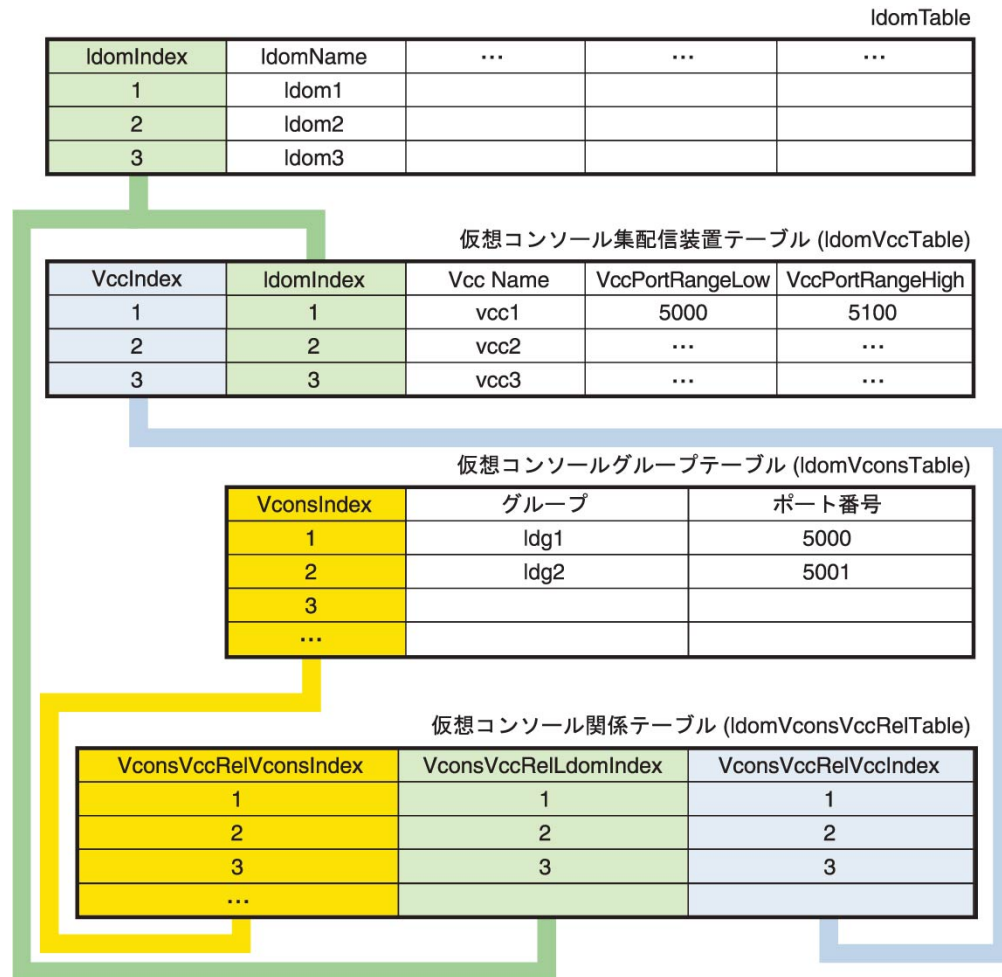 ldomTable
ldomIndex ldomName ... ... ...
1 ldom1
2 ldom2
3 ldom3
仮想コンソール集配信装置テーブル (ldomVccTable)
VccIndex ldomIndex Vcc Name VccPortRangeLow VccPortRangeHigh
1 1 vcc1 5000 5100
2 2 vcc2 ... ...
3 3 vcc3 ... ...
仮想コンソールグループテーブル (ldomVconsTable)
VconsIndex グループ ポート番号
1 ldg1 5000
2 ldg2 5001
3
...
仮想コンソール関係テーブル (ldomVconsVccRelTable)
VconsVccRelVconsIndex VconsVccRelLdomIndex VconsVccRelVccIndex
1 1 1
2 2 2
3 3 3
...